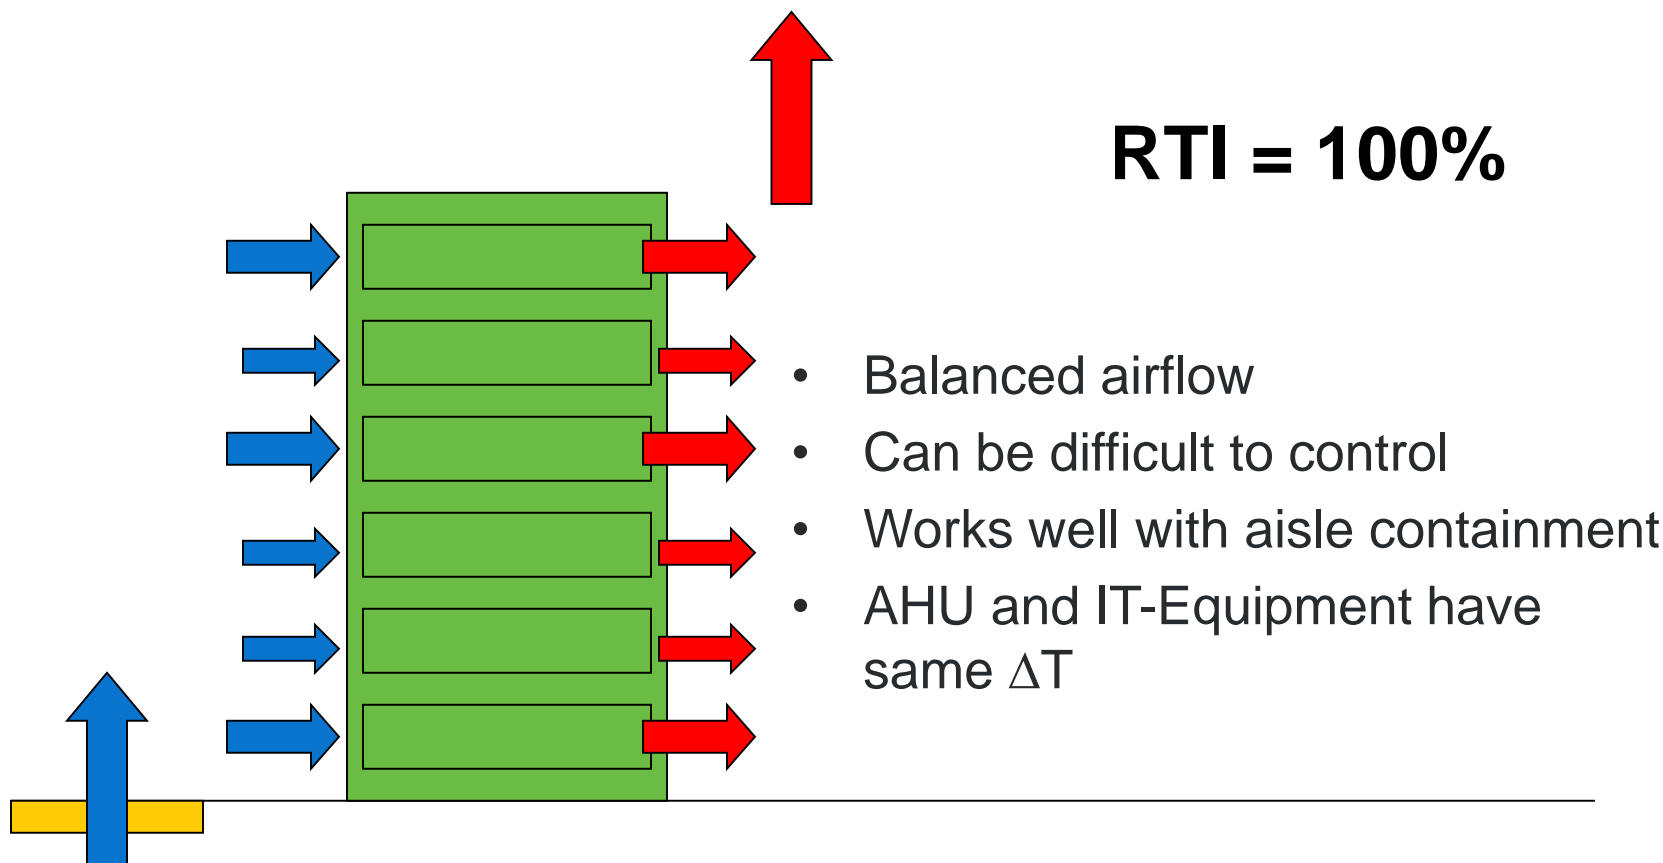 RTI = 100%
• Balanced airflow
• Can be difficult to control
• Works well with aisle containment
• AHU and IT-Equipment have
same ∆T